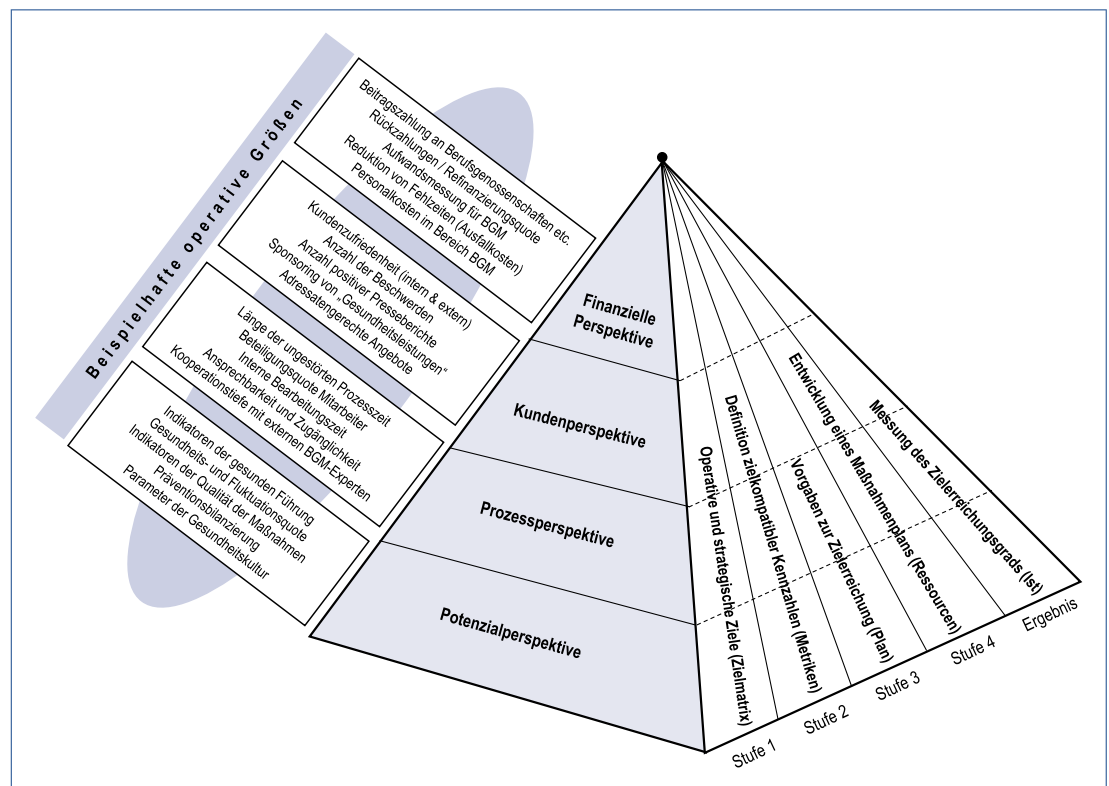 Beispielhafte operative Größen
Beitragszahlung an Berufsgenossenschaften etc.
Rückzahlungen / Refinanzierungsquote
Aufwandsmessung für BGM
Reduktion von Fehlzeiten (Ausfallkosten)
Personalkosten im Bereich BGM
Kundenzufriedenheit (intern & extern)
Anzahl der Beschwerden
Anzahl positiver Presseberichte
Sponsoring von „Gesundheitsleistungen“
Adressatengerechte Angebote
Länge der ungestörten Prozesszeit
Beteiligungsquote Mitarbeiter
Interne Bearbeitungszeit
Ansprechbarkeit und Zugänglichkeit
Kooperationstiefe mit externen BGM-Experten
Indikatoren der gesunden Führung
Gesundheits- und Fluktuationsquote
Indikatoren der Qualität der Maßnahmen
Präventionsbilanzierung
Parameter der Gesundheitskultur
Finanzielle
Perspektive
Kundenperspektive
Prozessperspektive
Potenzialperspektive
Operative und strategische Ziele (Zielmatrix)
Definition zielkompatibler Kennzahlen (Metriken)
Vorgaben zur Zielerreichung (Plan)
Entwicklung eines Maßnahmenplans (Ressourcen)
Messung des Zielerreichungsgrads (Ist)
Stufe 1
Stufe 2
Stufe 3
Stufe 4
Ergebnis